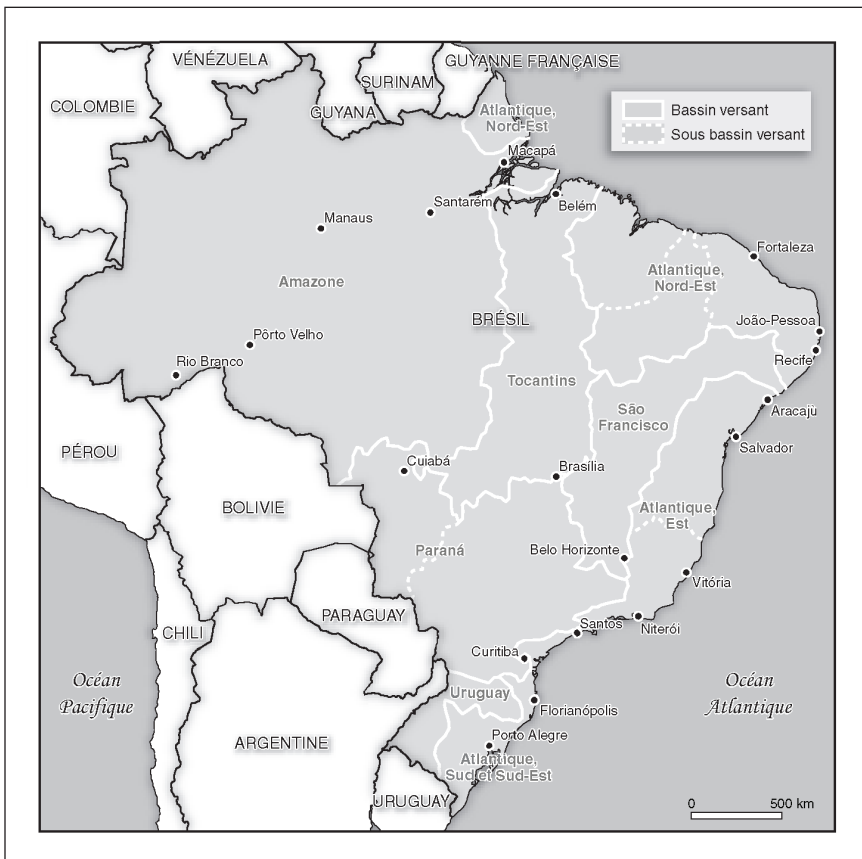 VÉNÉZUELA
GUYANNE FRANÇAISE
SURINAM
COLOMBIE
GUYANA
Atlantique,
Nord-Est
Bassin versant
Sous bassin versant
Macapá
Santarém
Belém
Manaus
Fortaleza
Amazone
Atlantique,
Nord-Est
BRÉSIL
João-Pessoa
Pôrto Velho
Rio Branco
Recife
Tocantins
São
Francisco
Aracajù
PÉROU
Cuiabá
Salvador
Brasília
BOLIVIE
Atlantique,
Est
Paraná
Belo Horizonte
Vitória
PARAGUAY
CHILI
Santos
Niterói
Curitiba
Océan
Pacifique
Uruguay
Océan
Atlantique
Florianópolis
ARGENTINE
Porto Alegre
Atlantique,
Sud et Sud-Est
URUGUAY
0 500 km